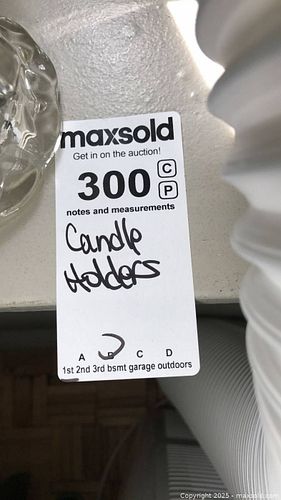 maxsold
Get in on the auction!
300 C
P
notes and measurements
Candle
Holders
A B C D
1st 2nd 3rd bsmt garage outdoors
Copyright 2025 - maxsold.com